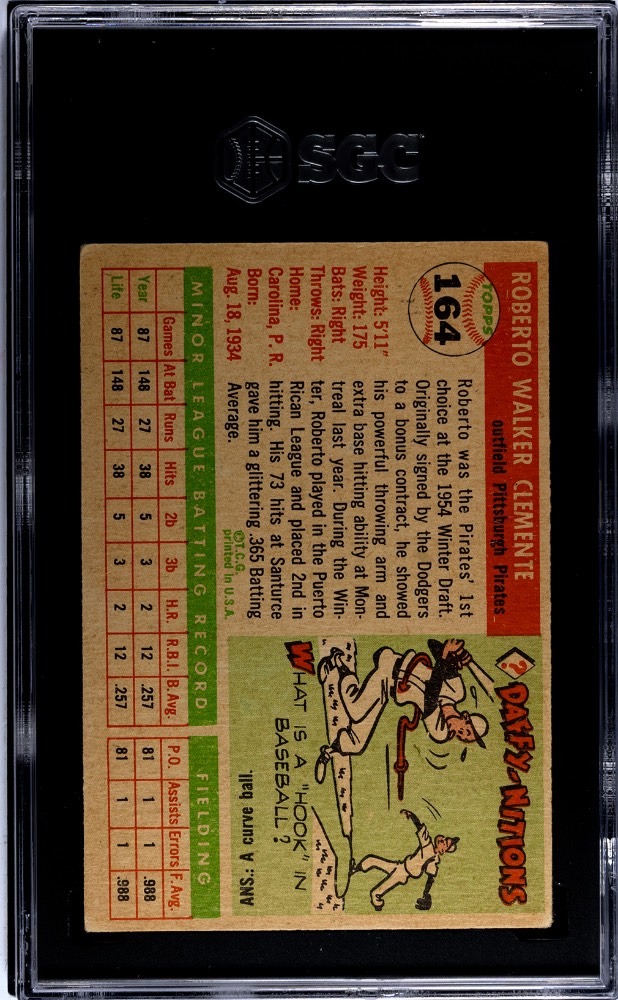 SGC
ROBERTO WALKER CLEMENTE
outfield Pittsburgh Pirates
TOPPS
164
Height: 5'11"
Weight: 175
Bats: Right
Throws: Right
Home:
Carolina, P. R.
Born:
Aug. 18, 1934
Roberto was the Pirates' 1st
choice at the 1954 Winter Draft.
Originally signed by the Dodgers
to a bonus contract, he showed
his powerful throwing arm and
extra base hitting ability at Mon-
treal last year. During the Win-
ter, Roberto played in the Puerto
Rican League and placed 2nd in
hitting. His 73 hits at Santurce
gave him a glittering .365 Batting
Average.
©T.C.G.
printed in U.S.A.
? DAFFY-NITIONS
WHAT IS A "HOOK" IN
BASEBALL?
ANS.: A curve ball.
MINOR LEAGUE BATTING RECORD FIELDING
Games At Bat Runs Hits 2b 3b H.R. R.B.I. B.Avg. P.O. Assists Errors F.Avg.
Year 87 148 27 38 5 3 2 12 .257 81 1 1 .988
Life 87 148 27 38 5 3 2 12 .257 81 1 1 .988